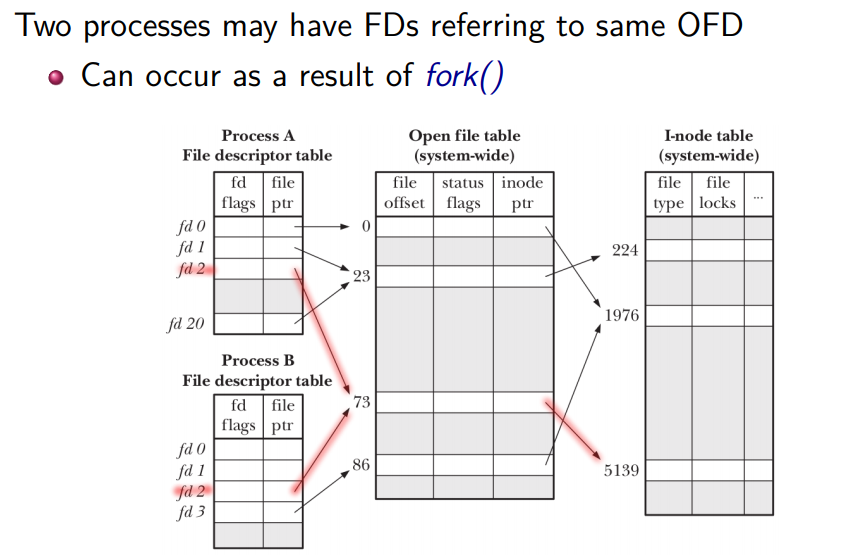 Two processes may have FDs referring to same OFD
Can occur as a result of fork()
Process A
File descriptor table
fd flags
file ptr
fd 0
fd 1
fd 2
fd 20
Process B
File descriptor table
fd flags
file ptr
fd 0
fd 1
fd 2
fd 3
Open file table
(system-wide)
file offset
status flags
inode ptr
0
23
73
86
I-node table
(system-wide)
file type
file locks
...
224
1976
5139